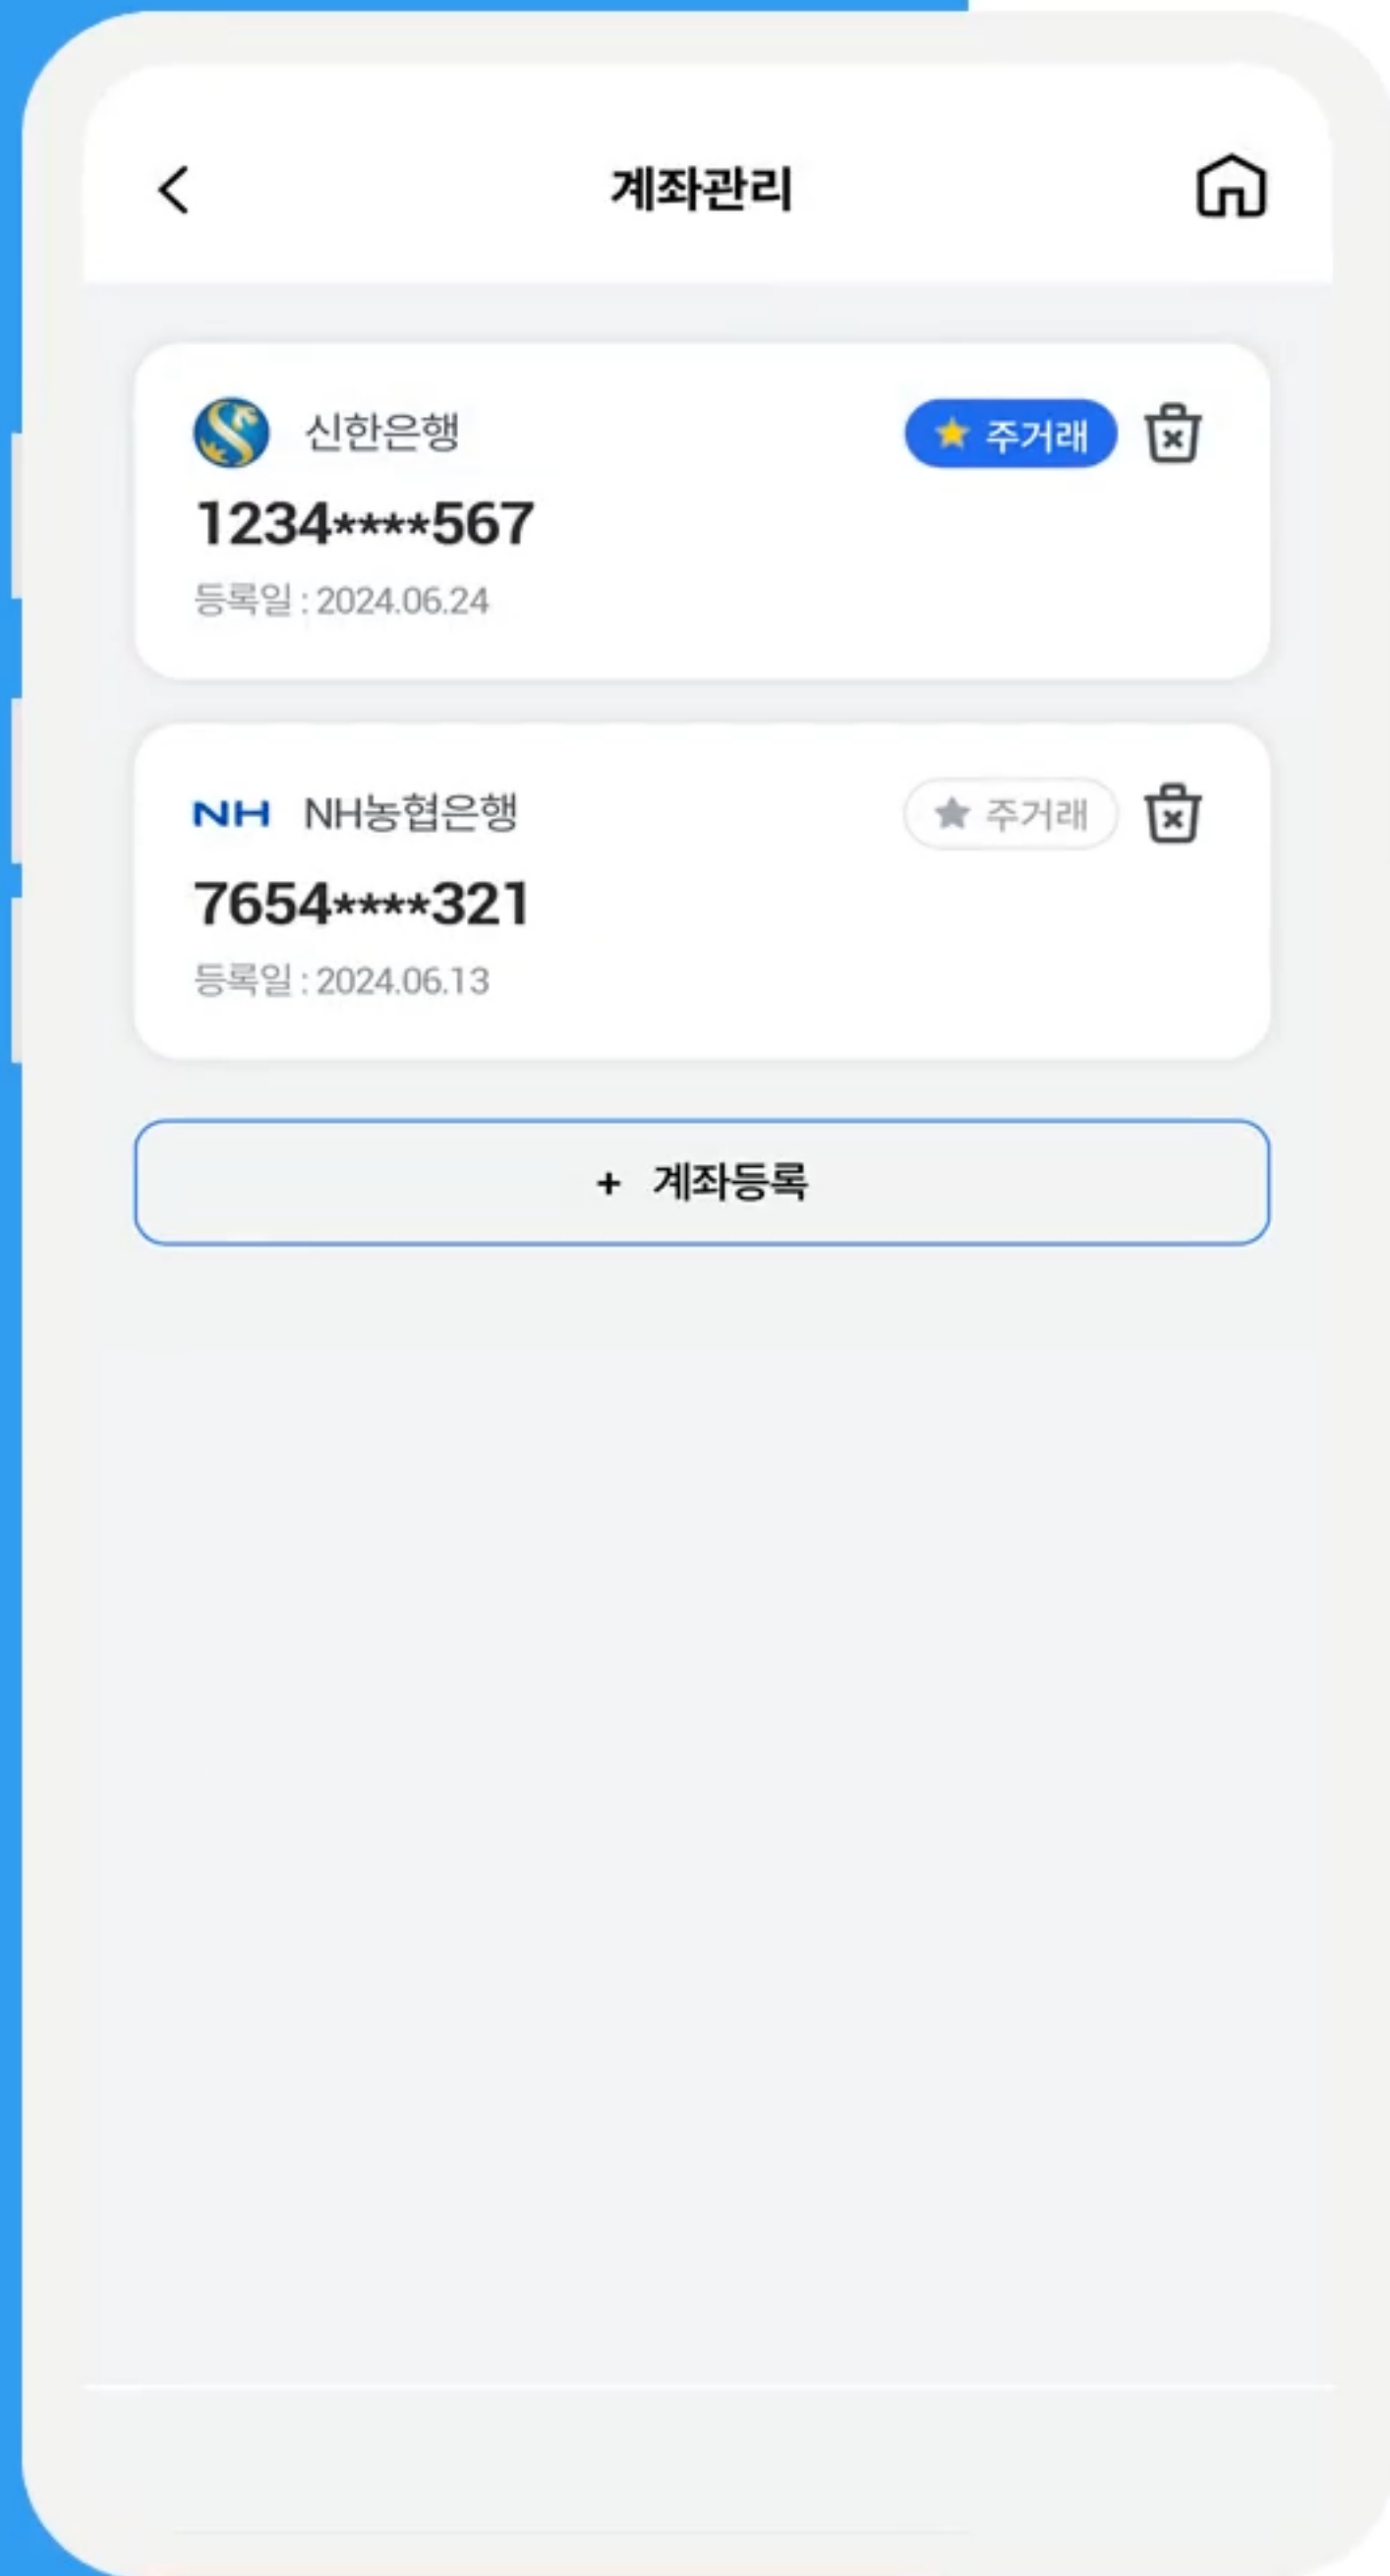 계좌관리
신한은행 주거래
1234****567
등록일 : 2024.06.24
NH NH농협은행 주거래
7654****321
등록일 : 2024.06.13
+ 계좌등록